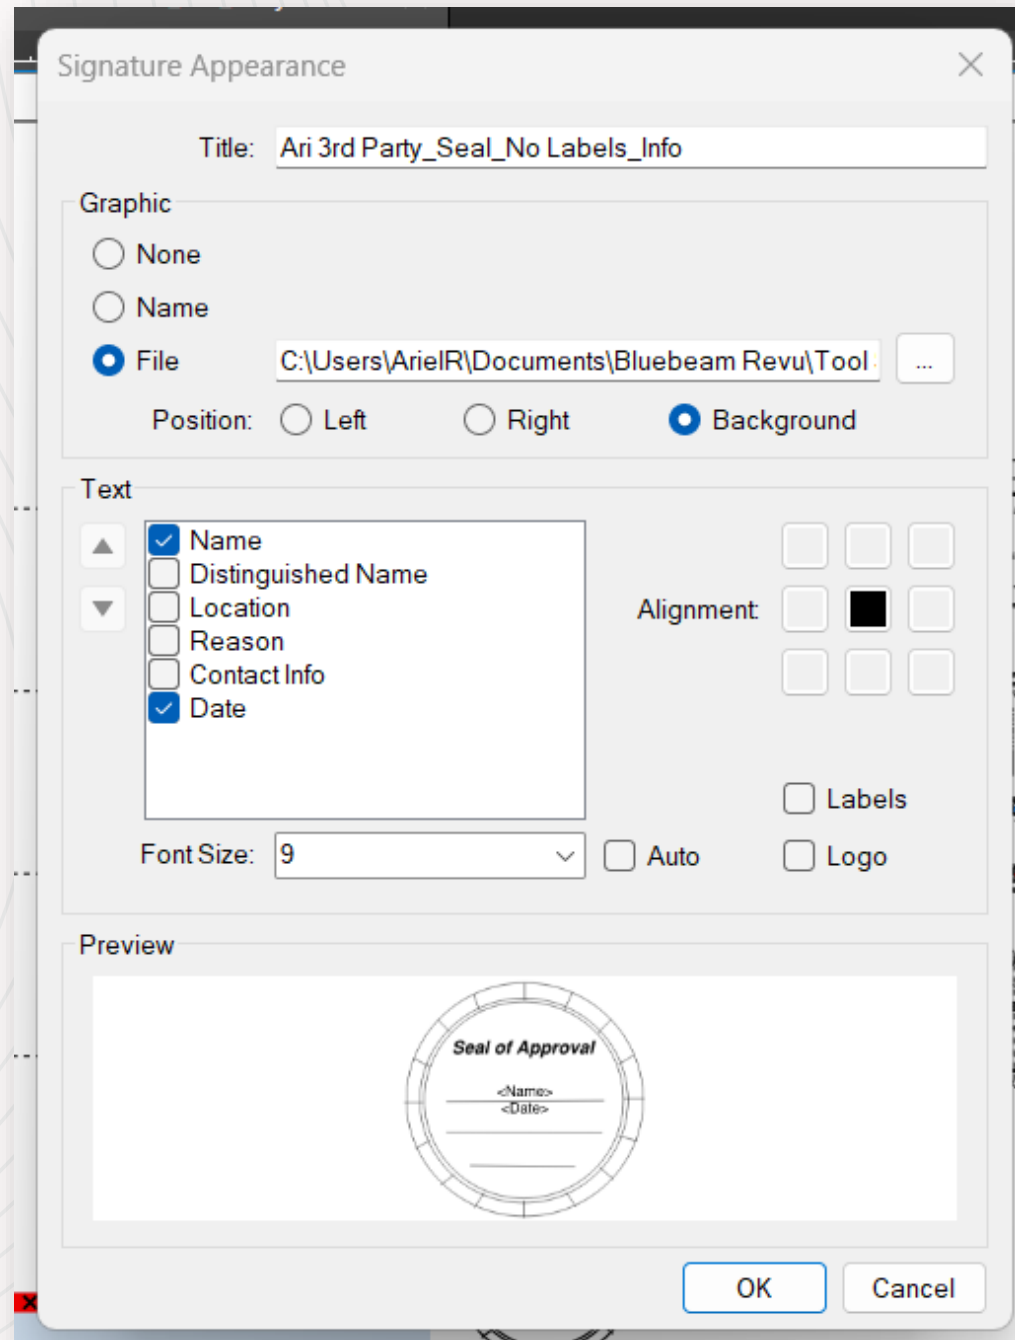 Signature Appearance
Title: Ari 3rd Party_Seal_No Labels_Info
Graphic
None
Name
File C:\Users\ArielR\Documents\Bluebeam Revu\Tool ...
Position: Left Right Background
Text
Name
Distinguished Name
Location
Reason
Contact Info
Date
Alignment:
Labels
Font Size: 9 Auto Logo
Preview
Seal of Approval
<Name>
<Date>
OK Cancel